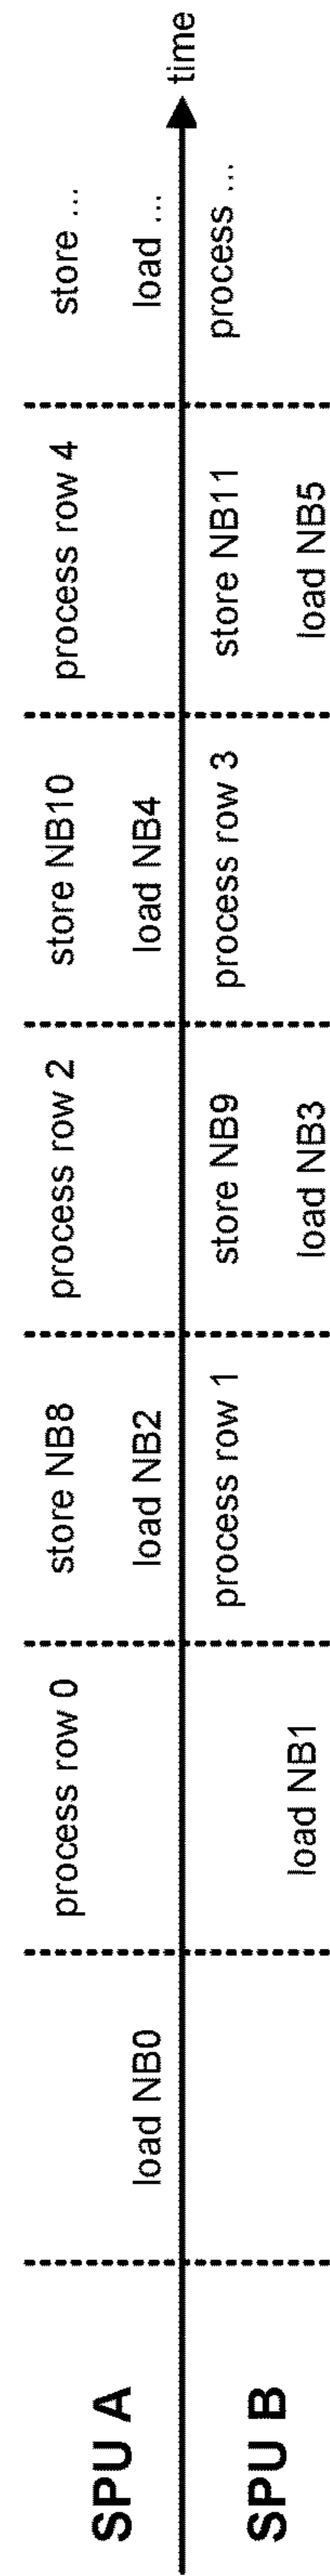 SPU A
load NB0
process row 0
store NB8
load NB2
process row 2
store NB10
load NB4
process row 4
store ...
load ...
time
SPU B
load NB1
process row 1
store NB9
load NB3
process row 3
store NB11
load NB5
process ...